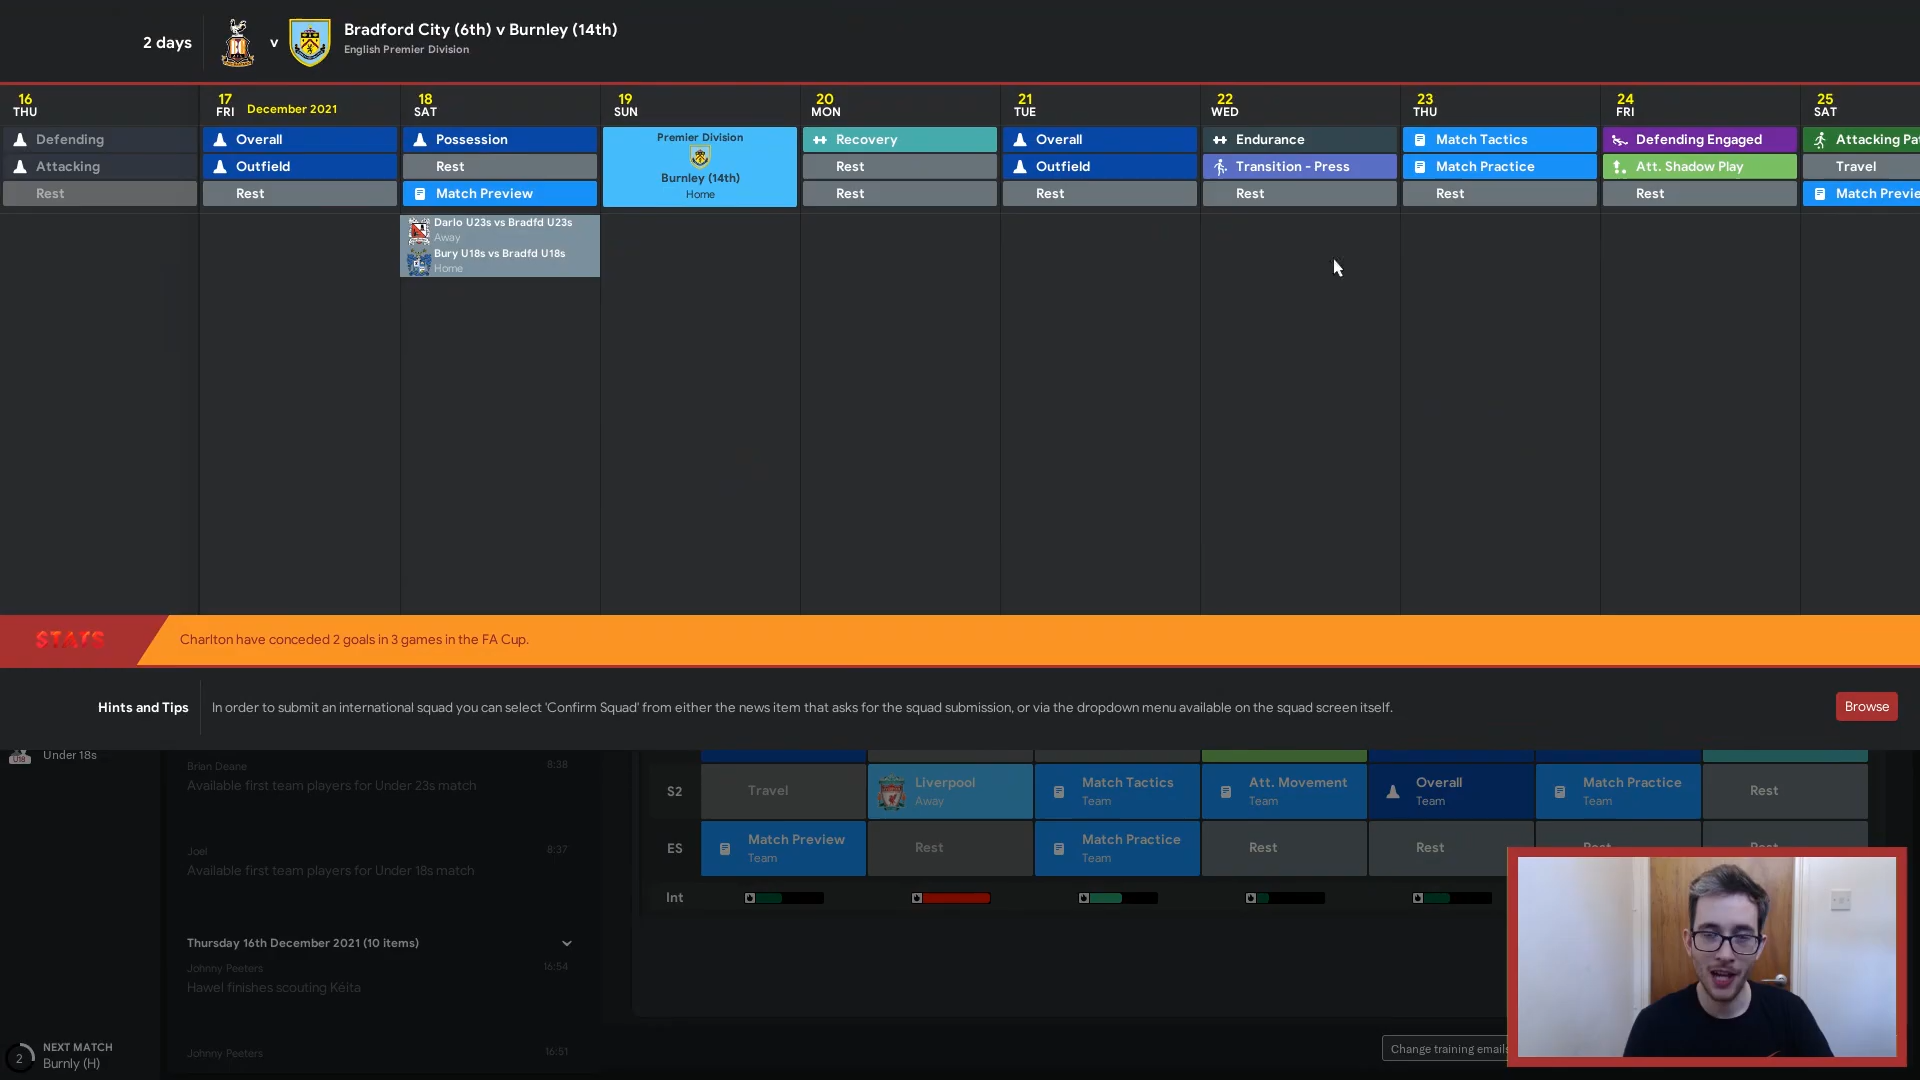 2 days
v
Bradford City (6th) v Burnley (14th)
English Premier Division
16
THU
17
FRI
December 2021
18
SAT
19
SUN
20
MON
21
TUE
22
WED
23
THU
24
FRI
25
SAT
Defending
Overall
Possession
Premier Division
Recovery
Overall
Endurance
Match Tactics
Defending Engaged
Attacking Pa
Attacking
Outfield
Rest
Burnley (14th)
Rest
Outfield
Transition - Press
Match Practice
Att. Shadow Play
Travel
Rest
Rest
Match Preview
Home
Rest
Rest
Rest
Rest
Rest
Match Previe
Darlo U23s vs Bradfd U23s
Away
Bury U18s vs Bradfd U18s
Home
STATS
Charlton have conceded 2 goals in 3 games in the FA Cup.
Hints and Tips
In order to submit an international squad you can select 'Confirm Squad' from either the news item that asks for the squad submission, or via the dropdown menu available on the squad screen itself.
Browse
U18
Under 18s
Brian Deane
8:38
Available first team players for Under 23s match
Joel
8:37
Available first team players for Under 18s match
Thursday 16th December 2021 (10 items)
Johnny Peeters
16:54
Hawel finishes scouting Keita
Johnny Peeters
16:51
S2
Travel
Liverpool
Away
Match Tactics
Team
Att. Movement
Team
Overall
Team
Match Practice
Team
Rest
ES
Match Preview
Team
Rest
Match Practice
Team
Rest
Rest
Rest
Rest
Int
Change training emails
2
NEXT MATCH
Burnly (H)